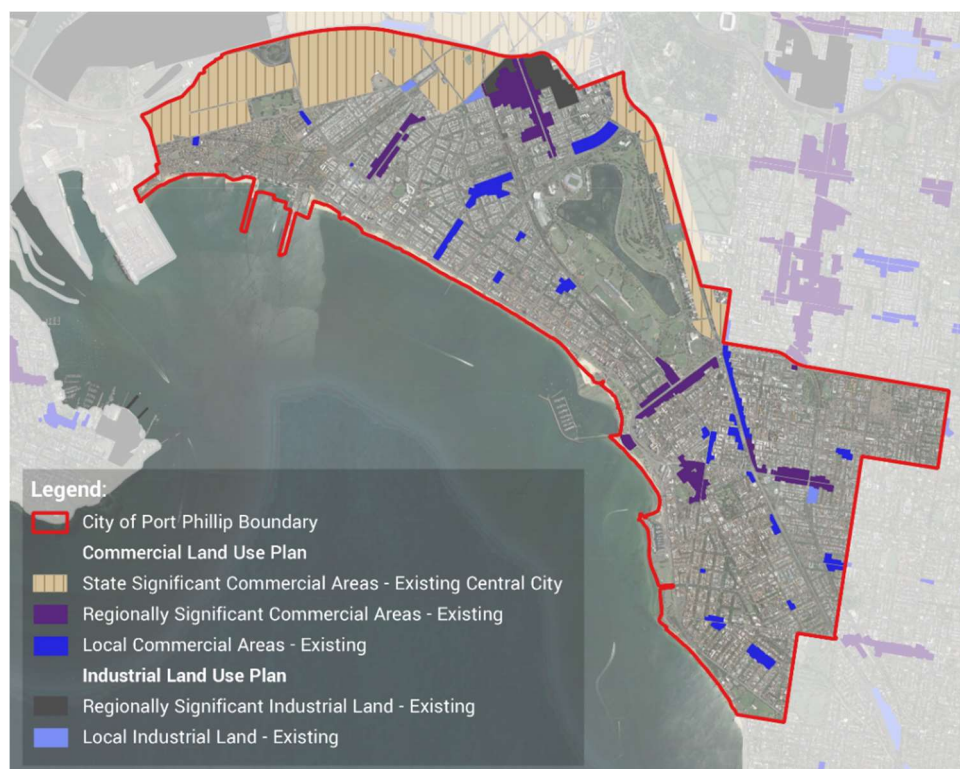 Legend:
City of Port Phillip Boundary
Commercial Land Use Plan
State Significant Commercial Areas - Existing Central City
Regionally Significant Commercial Areas - Existing
Local Commercial Areas - Existing
Industrial Land Use Plan
Regionally Significant Industrial Land - Existing
Local Industrial Land - Existing